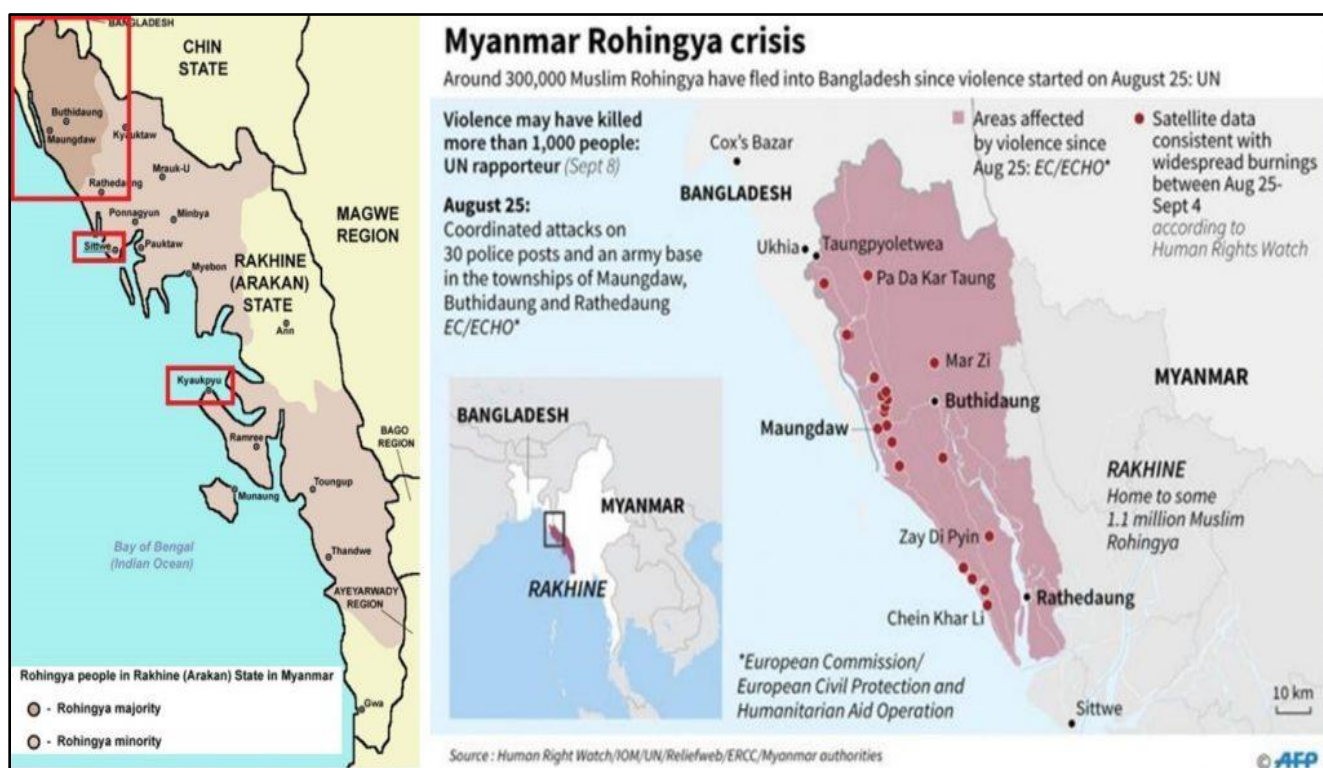 BANGLADESH
CHIN
STATE
Buthidaung
Maungdaw
Kyauktaw
Mrauk-U
Rathedaung
Ponnagyun
Minbya
Sittwe
Pauktaw
Myebon
MAGWE
REGION
RAKHINE
(ARAKAN)
STATE
Ann
Kyaukpyu
BAGO
REGION
Ramree
Munaung
Toungup
Bay of Bengal
(Indian Ocean)
Thandwe
AYEYARWADY
REGION
Gwa
Rohingya people in Rakhine (Arakan) State in Myanmar
- Rohingya majority
- Rohingya minority
Myanmar Rohingya crisis
Around 300,000 Muslim Rohingya have fled into Bangladesh since violence started on August 25: UN
Violence may have killed
more than 1,000 people:
UN rapporteur (Sept 8)
August 25:
Coordinated attacks on
30 police posts and an army base
in the townships of Maungdaw,
Buthidaung and Rathedaung
EC/ECHO*
Areas affected
by violence since
Aug 25: EC/ECHO*
Satellite data
consistent with
widespread burnings
between Aug 25-
Sept 4
according to
Human Rights Watch
Cox's Bazar
BANGLADESH
Ukhia
Taungpyoletwea
Pa Da Kar Taung
Mar Zi
MYANMAR
Buthidaung
Maungdaw
RAKHINE
Home to some
1.1 million Muslim
Rohingya
Zay Di Pyin
Rathedaung
Chein Khar Li
Sittwe
10 km
BANGLADESH
MYANMAR
RAKHINE
*European Commission/
European Civil Protection and
Humanitarian Aid Operation
Source : Human Right Watch/IOM/UN/Reliefweb/ERCC/Myanmar authorities
© AFP